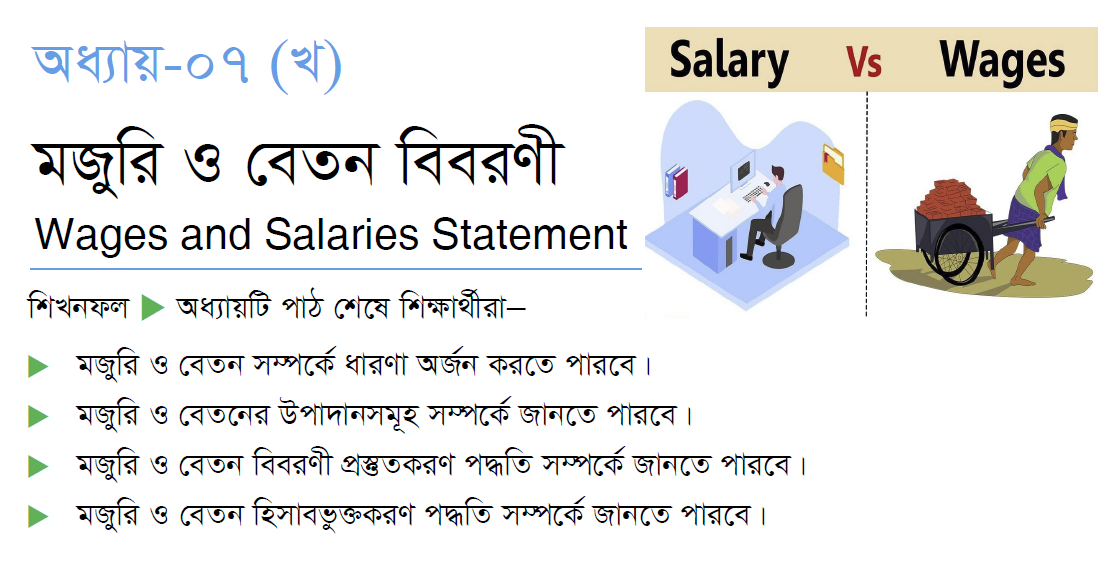 অধ্যায়-০৭ (খ)
Salary Vs Wages
মজুরি ও বেতন বিবরণী
Wages and Salaries Statement
শিখনফল ▶ অধ্যায়টি পাঠ শেষে শিক্ষার্থীরা–
▶ মজুরি ও বেতন সম্পর্কে ধারণা অর্জন করতে পারবে।
▶ মজুরি ও বেতনের উপাদানসমূহ সম্পর্কে জানতে পারবে।
▶ মজুরি ও বেতন বিবরণী প্রস্তুতকরণ পদ্ধতি সম্পর্কে জানতে পারবে।
▶ মজুরি ও বেতন হিসাবভুক্তকরণ পদ্ধতি সম্পর্কে জানতে পারবে।